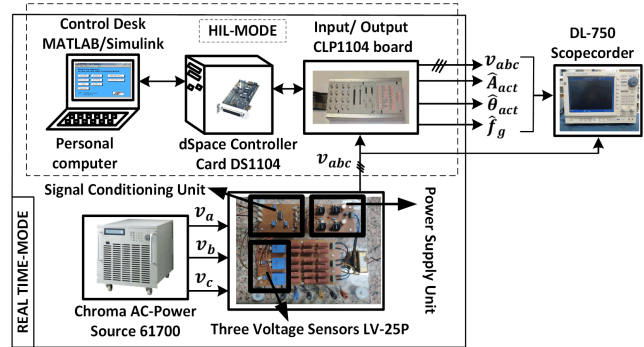 Control Desk
MATLAB/Simulink
HIL-MODE
Input/ Output
CLP1104 board
DL-750
Scopecorder
v_abc
Â_act
θ̂_act
f̂_g
Personal
computer
dSpace Controller
Card DS1104
v_abc
Signal Conditioning Unit
Power Supply
Unit
REAL TIME-MODE
v_a
v_b
v_c
Chroma AC-Power
Source 61700
Three Voltage Sensors LV-25P